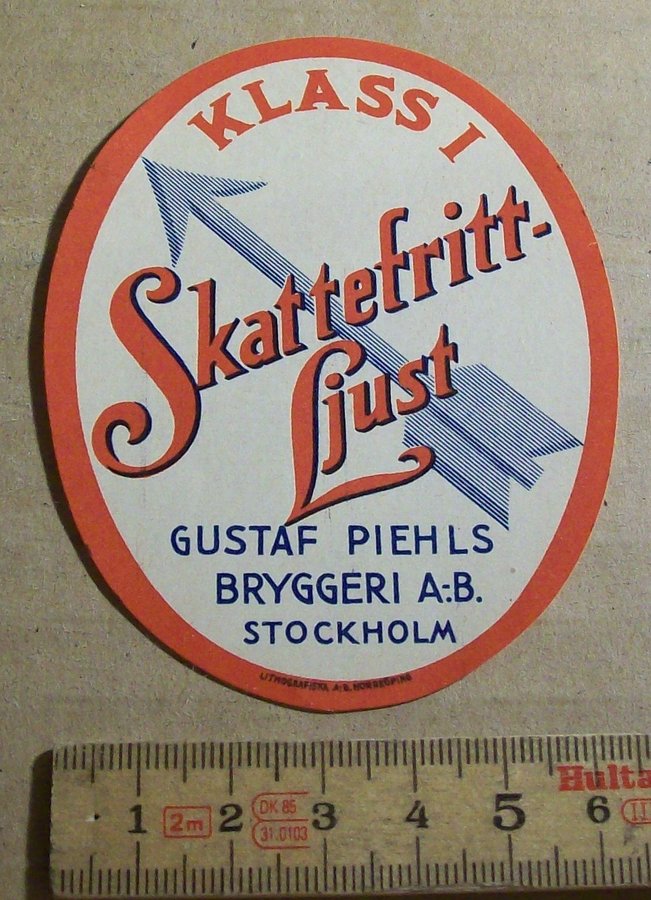 KLASS I
Skattefritt-
Ljust
GUSTAF PIEHLS
BRYGGERI A.-B.
STOCKHOLM
LITHOGRAFISKA A.-B. NORRKÖPING
1 2m 2 DK 85 3 4 5 6
31.0103
Hulta